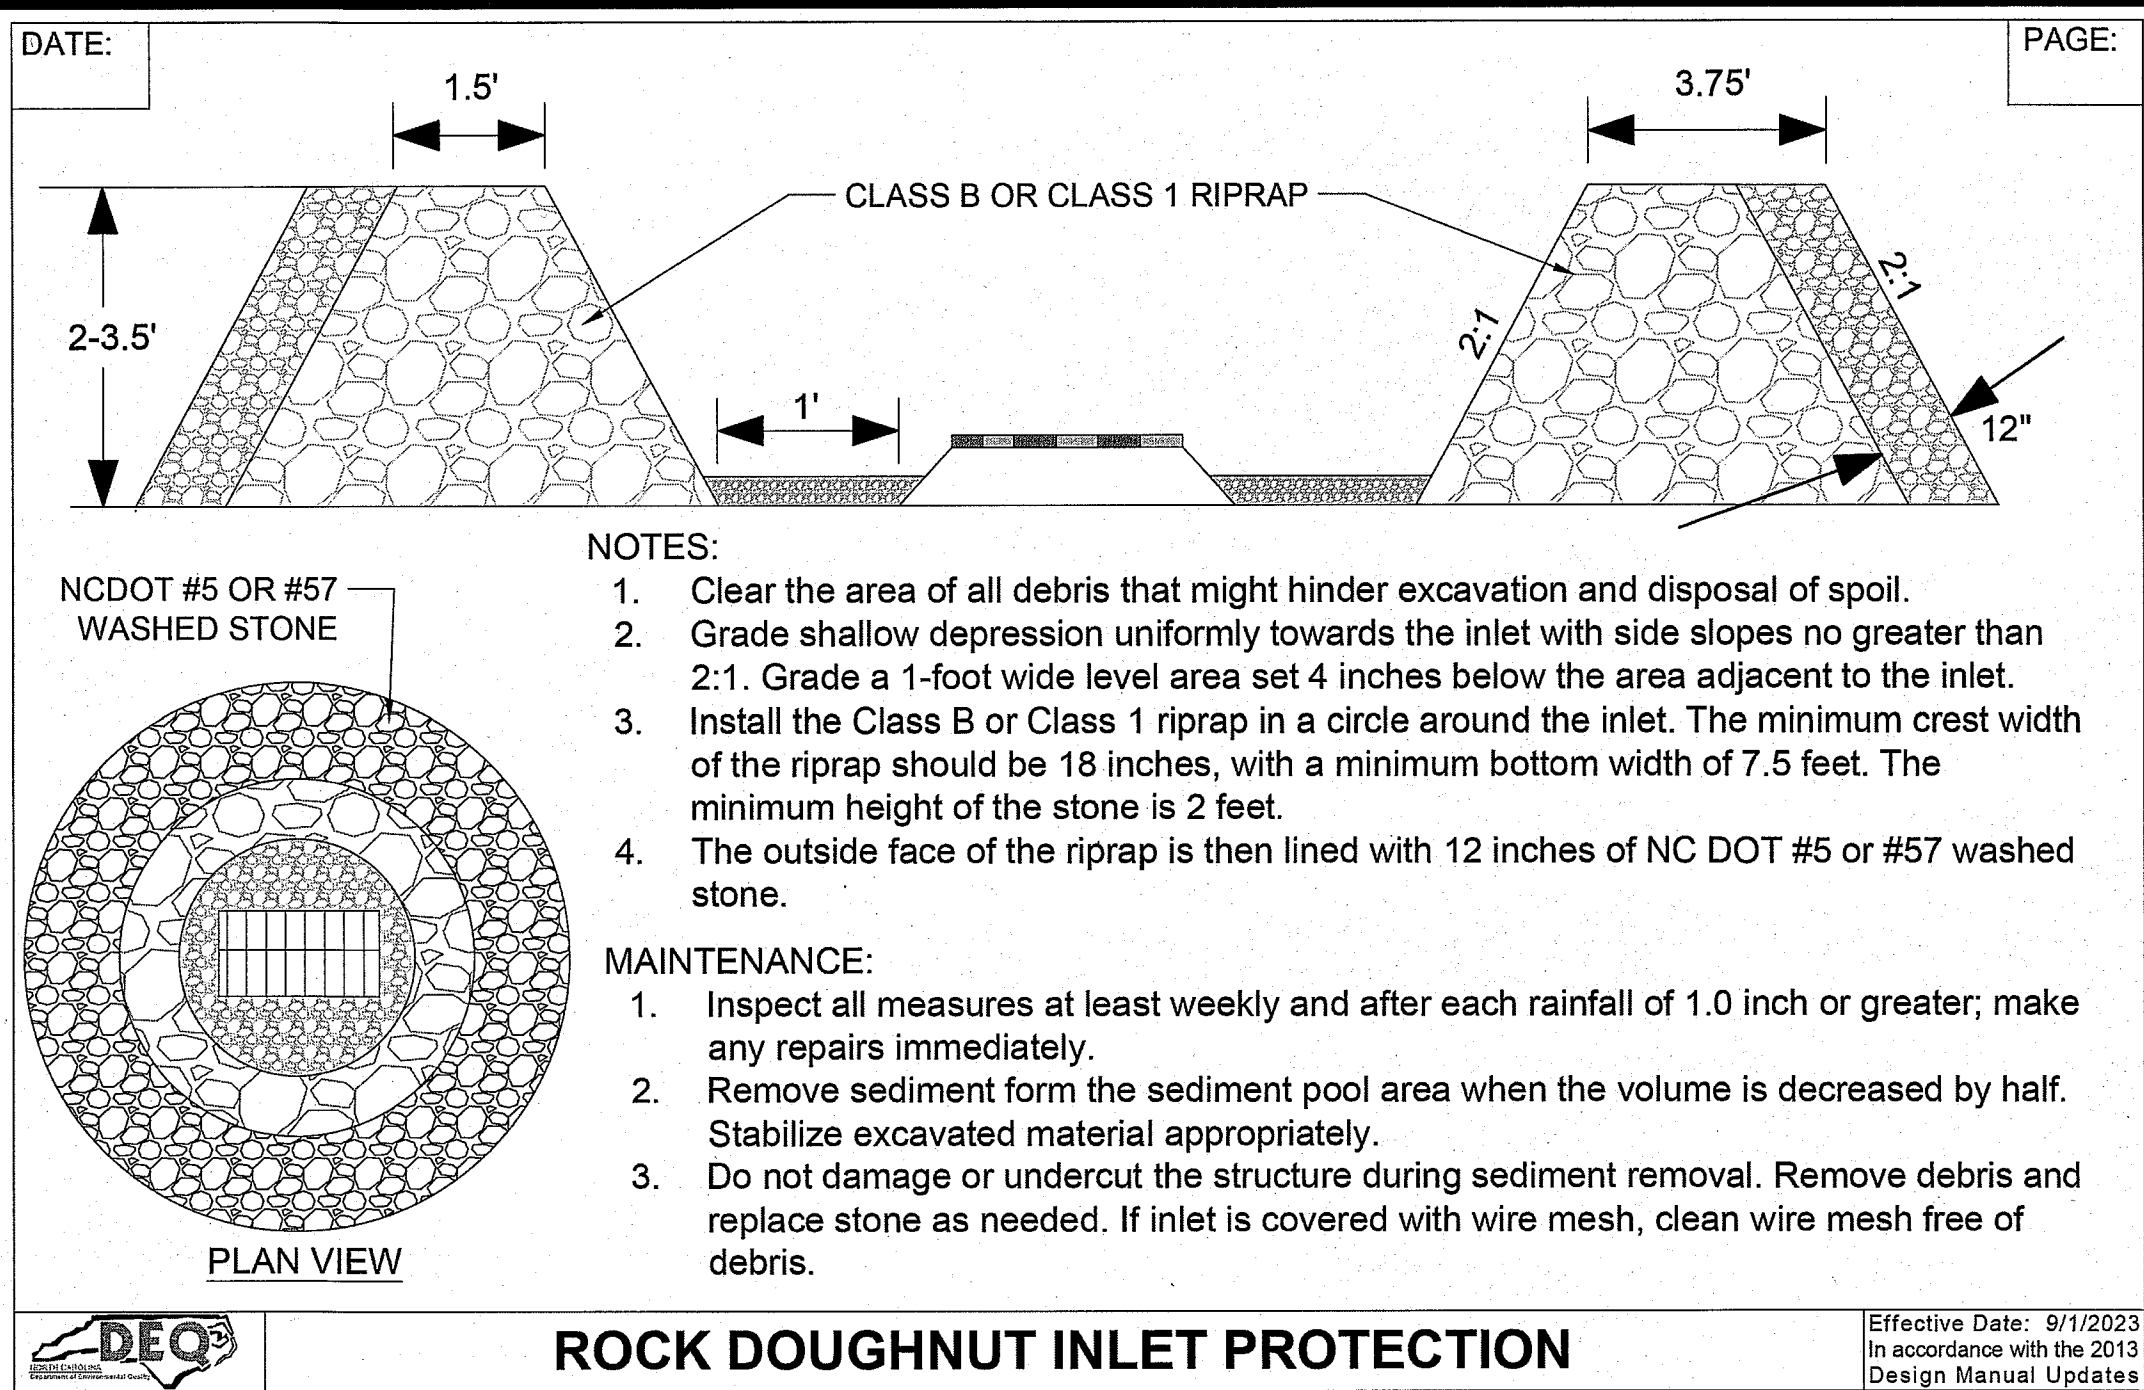 DATE:
PAGE:
1.5'
3.75'
CLASS B OR CLASS 1 RIPRAP
2-3.5'
2:1
2:1
1'
12"
NCDOT #5 OR #57
WASHED STONE
PLAN VIEW
NOTES:
1. Clear the area of all debris that might hinder excavation and disposal of spoil.
2. Grade shallow depression uniformly towards the inlet with side slopes no greater than
2:1. Grade a 1-foot wide level area set 4 inches below the area adjacent to the inlet.
3. Install the Class B or Class 1 riprap in a circle around the inlet. The minimum crest width
of the riprap should be 18 inches, with a minimum bottom width of 7.5 feet. The
minimum height of the stone is 2 feet.
4. The outside face of the riprap is then lined with 12 inches of NC DOT #5 or #57 washed
stone.
MAINTENANCE:
1. Inspect all measures at least weekly and after each rainfall of 1.0 inch or greater; make
any repairs immediately.
2. Remove sediment form the sediment pool area when the volume is decreased by half.
Stabilize excavated material appropriately.
3. Do not damage or undercut the structure during sediment removal. Remove debris and
replace stone as needed. If inlet is covered with wire mesh, clean wire mesh free of
debris.
DEQ
NORTH CAROLINA
Department of Environmental Quality
ROCK DOUGHNUT INLET PROTECTION
Effective Date: 9/1/2023
In accordance with the 2013
Design Manual Updates